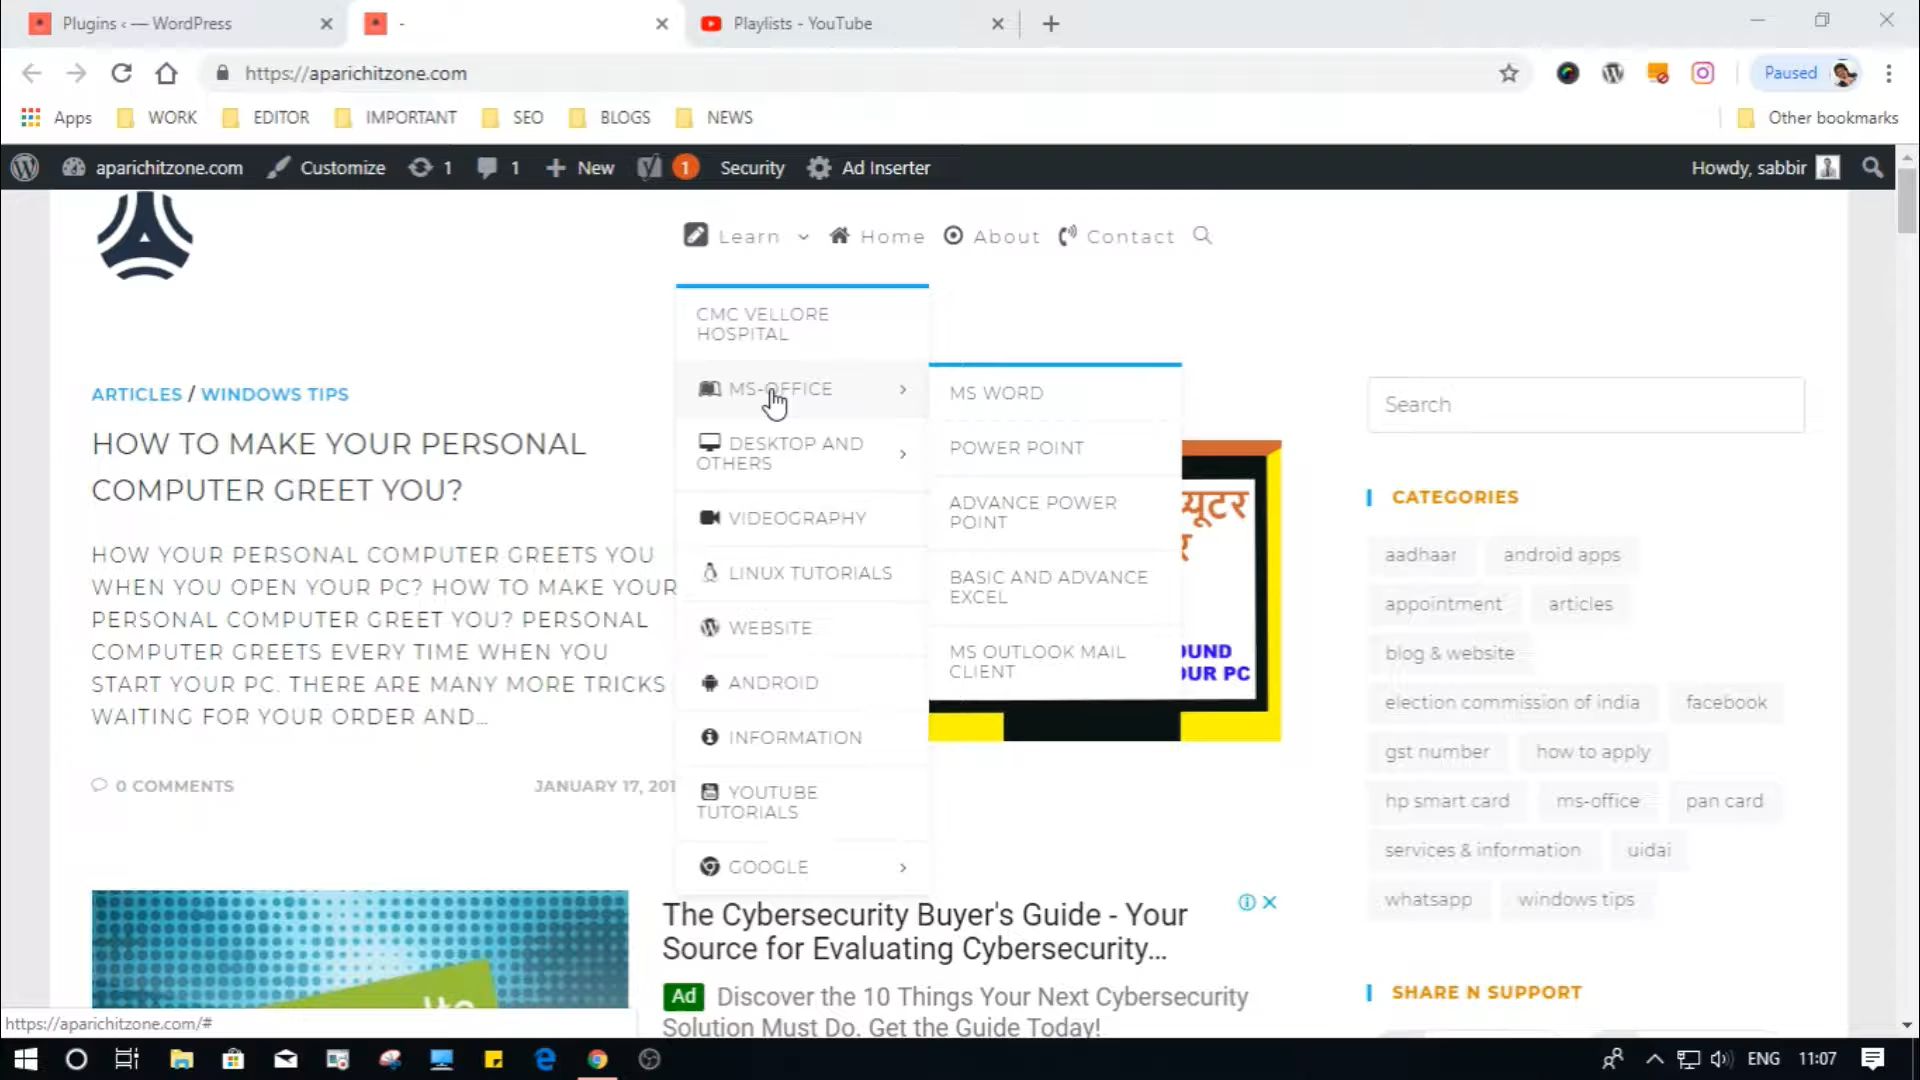 Plugins ‹ — WordPress
-
Playlists - YouTube
https://aparichitzone.com
Paused
Apps
WORK
EDITOR
IMPORTANT
SEO
BLOGS
NEWS
Other bookmarks
aparichitzone.com
Customize
1
1
New
1
Security
Ad Inserter
Howdy, sabbir
Learn
Home
About
Contact
CMC VELLORE
HOSPITAL
MS-OFFICE
DESKTOP AND
OTHERS
VIDEOGRAPHY
LINUX TUTORIALS
WEBSITE
ANDROID
INFORMATION
YOUTUBE
TUTORIALS
GOOGLE
MS WORD
POWER POINT
ADVANCE POWER
POINT
BASIC AND ADVANCE
EXCEL
MS OUTLOOK MAIL
CLIENT
ARTICLES / WINDOWS TIPS
HOW TO MAKE YOUR PERSONAL
COMPUTER GREET YOU?
HOW YOUR PERSONAL COMPUTER GREETS YOU
WHEN YOU OPEN YOUR PC? HOW TO MAKE YOUR
PERSONAL COMPUTER GREET YOU? PERSONAL
COMPUTER GREETS EVERY TIME WHEN YOU
START YOUR PC. THERE ARE MANY MORE TRICKS
WAITING FOR YOUR ORDER AND...
0 COMMENTS
JANUARY 17, 201
OUR PC
The Cybersecurity Buyer's Guide - Your
Source for Evaluating Cybersecurity...
Ad Discover the 10 Things Your Next Cybersecurity
Solution Must Do. Get the Guide Today!
Search
CATEGORIES
aadhaar
android apps
appointment
articles
blog & website
election commission of india
facebook
gst number
how to apply
hp smart card
ms-office
pan card
services & information
uidai
whatsapp
windows tips
SHARE N SUPPORT
https://aparichitzone.com/#
ENG
11:07